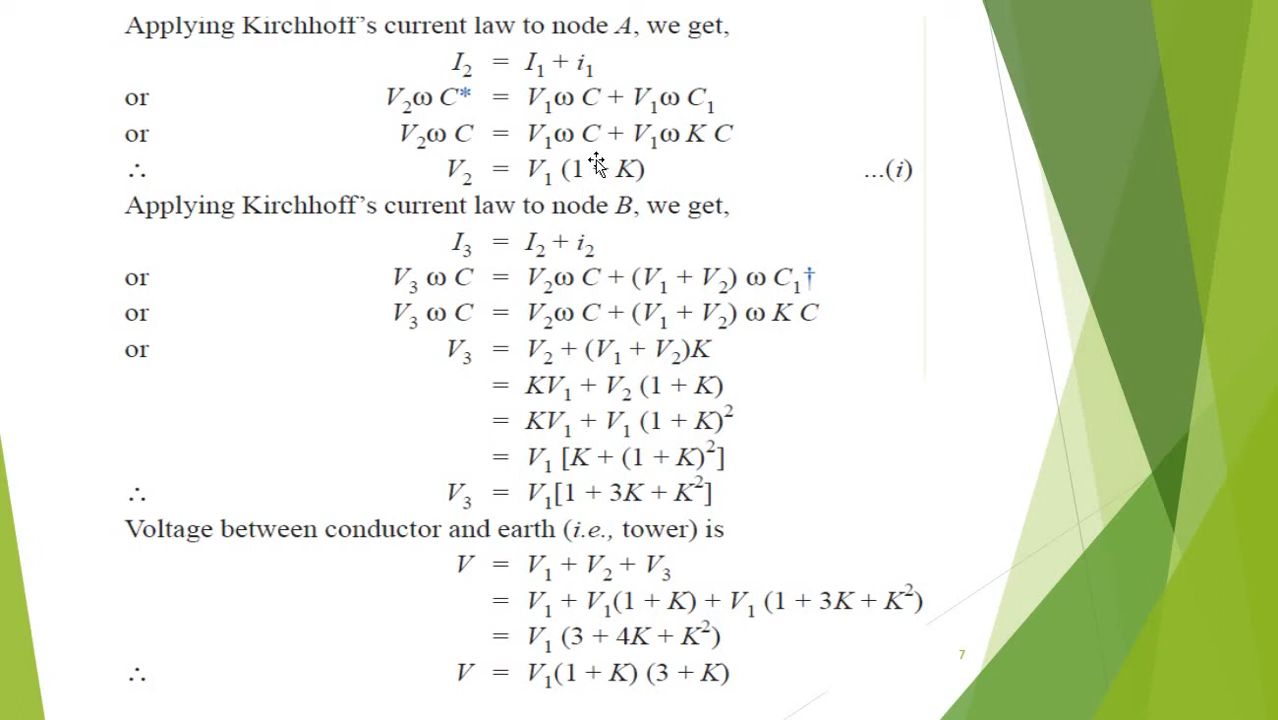 Applying Kirchhoff's current law to node A, we get,
I₂ = I₁ + i₁
or V₂ω C* = V₁ω C + V₁ω C₁
or V₂ω C = V₁ω C + V₁ω K C
∴ V₂ = V₁ (1 + K) ...(i)
Applying Kirchhoff's current law to node B, we get,
I₃ = I₂ + i₂
or V₃ ω C = V₂ω C + (V₁ + V₂) ω C₁†
or V₃ ω C = V₂ω C + (V₁ + V₂) ω K C
or V₃ = V₂ + (V₁ + V₂)K
= KV₁ + V₂ (1 + K)
= KV₁ + V₁ (1 + K)²
= V₁ [K + (1 + K)²]
∴ V₃ = V₁[1 + 3K + K²]
Voltage between conductor and earth (i.e., tower) is
V = V₁ + V₂ + V₃
= V₁ + V₁(1 + K) + V₁ (1 + 3K + K²)
= V₁ (3 + 4K + K²)
∴ V = V₁(1 + K) (3 + K)
7